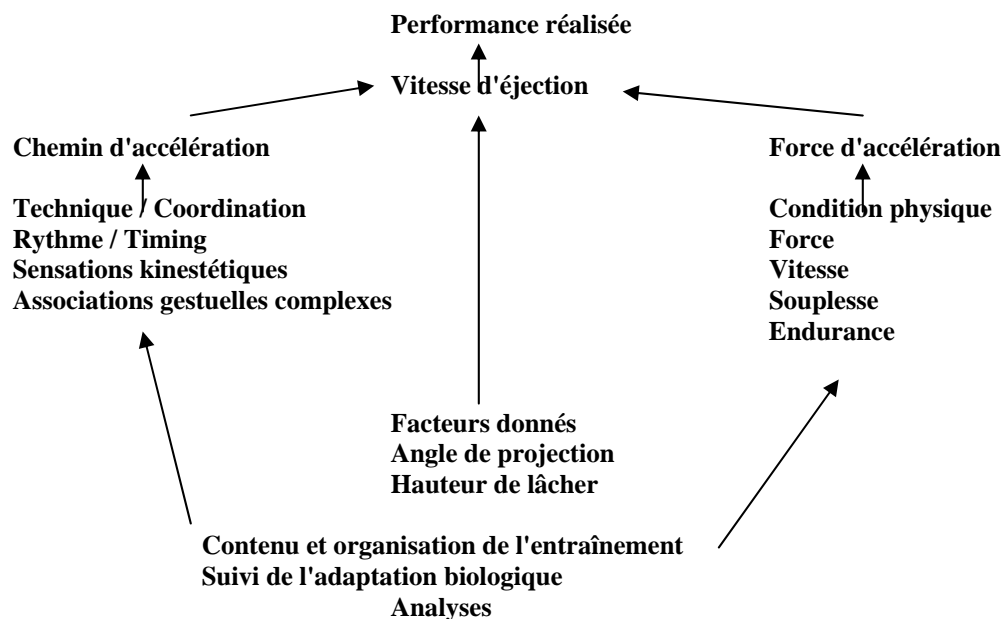 Performance réalisée
Vitesse d'éjection
Chemin d'accélération
Force d'accélération
Technique / Coordination
Rythme / Timing
Sensations kinestétiques
Associations gestuelles complexes
Condition physique
Force
Vitesse
Souplesse
Endurance
Facteurs donnés
Angle de projection
Hauteur de lâcher
Contenu et organisation de l'entraînement
Suivi de l'adaptation biologique
Analyses